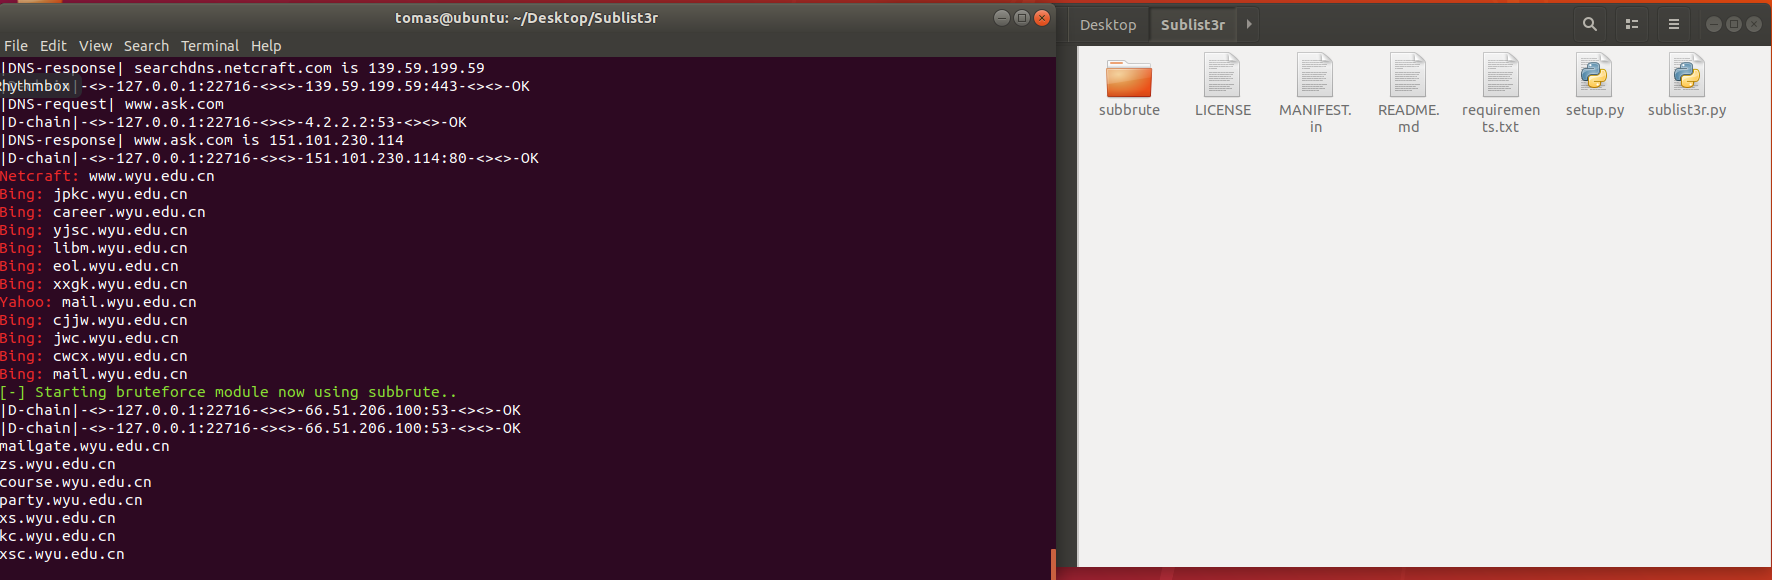 tomas@ubuntu: ~/Desktop/Sublist3r
File Edit View Search Terminal Help
|DNS-response| searchdns.netcraft.com is 139.59.199.59
Rhythmbox|-<>-127.0.0.1:22716-<><>-139.59.199.59:443-<><>-OK
|DNS-request| www.ask.com
|D-chain|-<>-127.0.0.1:22716-<><>-4.2.2.2:53-<><>-OK
|DNS-response| www.ask.com is 151.101.230.114
|D-chain|-<>-127.0.0.1:22716-<><>-151.101.230.114:80-<><>-OK
Netcraft: www.wyu.edu.cn
Bing: jpkc.wyu.edu.cn
Bing: career.wyu.edu.cn
Bing: yjsc.wyu.edu.cn
Bing: libm.wyu.edu.cn
Bing: eol.wyu.edu.cn
Bing: xxgk.wyu.edu.cn
Yahoo: mail.wyu.edu.cn
Bing: cjjw.wyu.edu.cn
Bing: jwc.wyu.edu.cn
Bing: cwcx.wyu.edu.cn
Bing: mail.wyu.edu.cn
[-] Starting bruteforce module now using subbrute..
|D-chain|-<>-127.0.0.1:22716-<><>-66.51.206.100:53-<><>-OK
|D-chain|-<>-127.0.0.1:22716-<><>-66.51.206.100:53-<><>-OK
mailgate.wyu.edu.cn
zs.wyu.edu.cn
course.wyu.edu.cn
party.wyu.edu.cn
xs.wyu.edu.cn
kc.wyu.edu.cn
xsc.wyu.edu.cn
Desktop Sublist3r
subbrute
LICENSE
MANIFEST.
in
README.
md
requiremen
ts.txt
setup.py
sublist3r.py